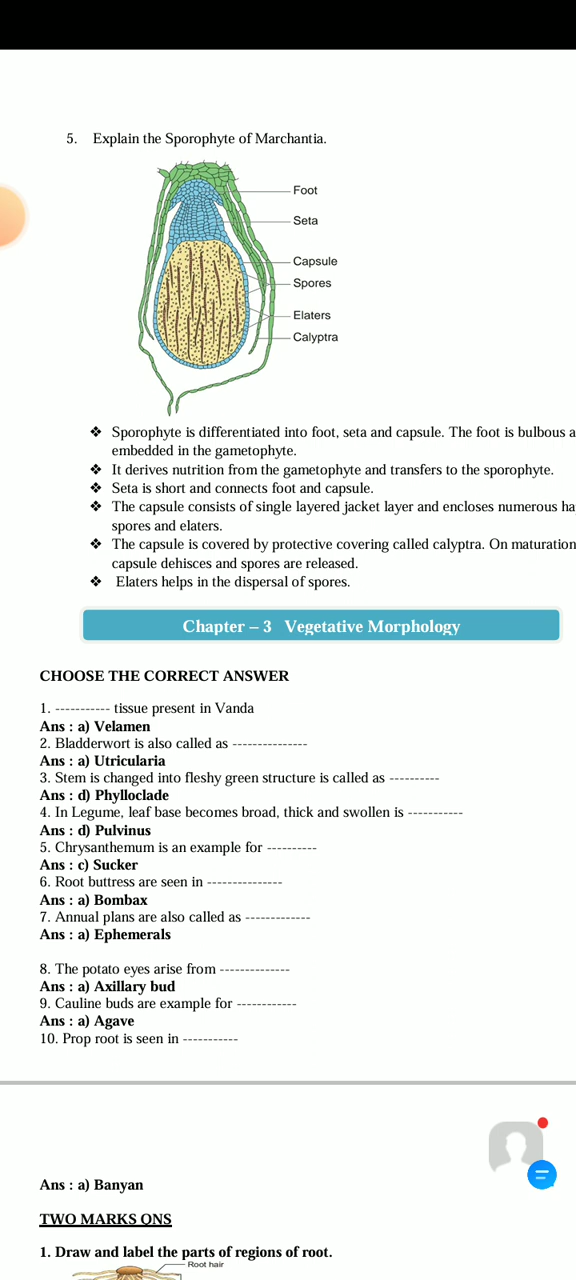 5. Explain the Sporophyte of Marchantia.
Foot
Seta
Capsule
Spores
Elaters
Calyptra
❖ Sporophyte is differentiated into foot, seta and capsule. The foot is bulbous a
embedded in the gametophyte.
❖ It derives nutrition from the gametophyte and transfers to the sporophyte.
❖ Seta is short and connects foot and capsule.
❖ The capsule consists of single layered jacket layer and encloses numerous ha
spores and elaters.
❖ The capsule is covered by protective covering called calyptra. On maturation
capsule dehisces and spores are released.
❖ Elaters helps in the dispersal of spores.
Chapter – 3 Vegetative Morphology
CHOOSE THE CORRECT ANSWER
1. ----------- tissue present in Vanda
Ans : a) Velamen
2. Bladderwort is also called as ---------------
Ans : a) Utricularia
3. Stem is changed into fleshy green structure is called as ----------
Ans : d) Phylloclade
4. In Legume, leaf base becomes broad, thick and swollen is -----------
Ans : d) Pulvinus
5. Chrysanthemum is an example for ----------
Ans : c) Sucker
6. Root buttress are seen in ---------------
Ans : a) Bombax
7. Annual plans are also called as -------------
Ans : a) Ephemerals
8. The potato eyes arise from --------------
Ans : a) Axillary bud
9. Cauline buds are example for ------------
Ans : a) Agave
10. Prop root is seen in -----------
Ans : a) Banyan
TWO MARKS QNS
1. Draw and label the parts of regions of root.
Root hair